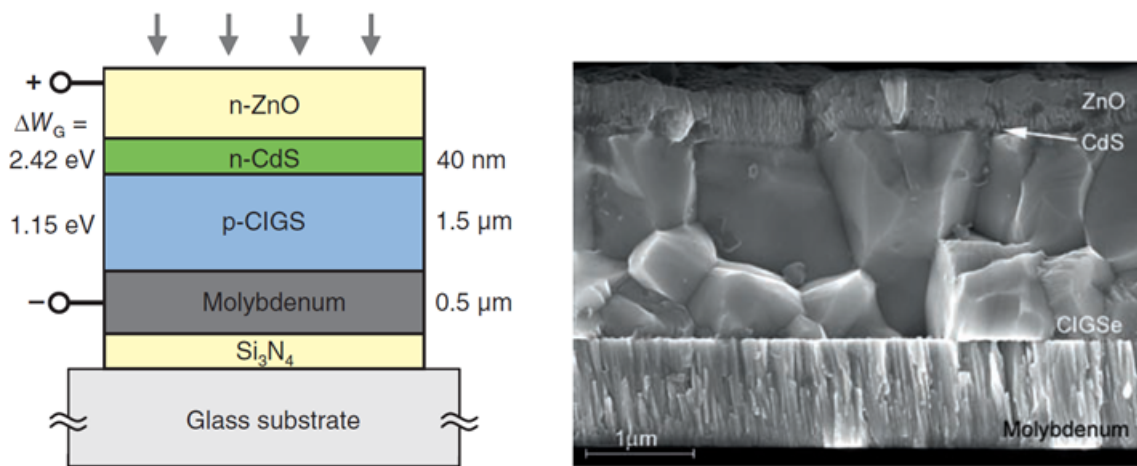 +
n-ZnO
ΔW_G =
2.42 eV
n-CdS
40 nm
1.15 eV
p-CIGS
1.5 µm
−
Molybdenum
0.5 µm
Si₃N₄
Glass substrate
ZnO
CdS
CIGSe
Molybdenum
1µm